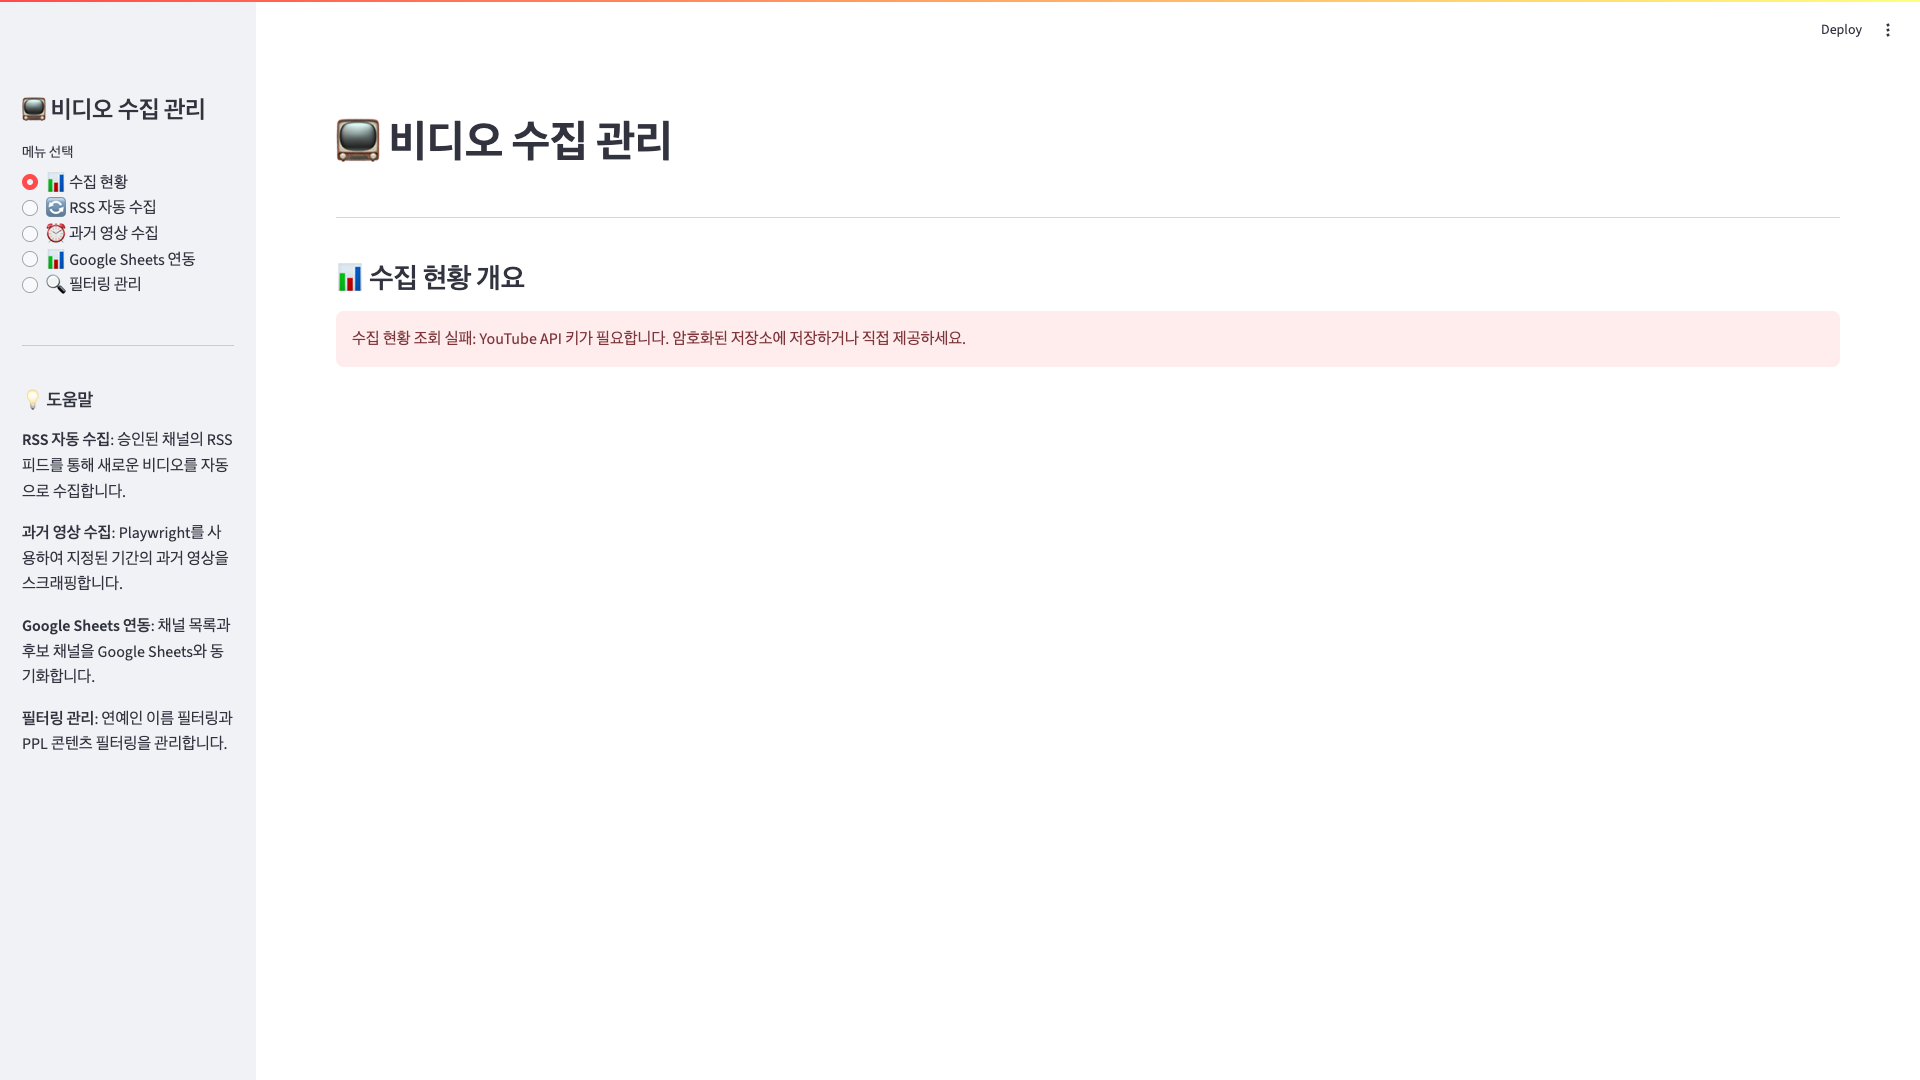 Deploy
비디오 수집 관리
메뉴 선택
수집 현황
RSS 자동 수집
과거 영상 수집
Google Sheets 연동
필터링 관리
도움말
RSS 자동 수집: 승인된 채널의 RSS
피드를 통해 새로운 비디오를 자동
으로 수집합니다.
과거 영상 수집: Playwright를 사
용하여 지정된 기간의 과거 영상을
스크래핑합니다.
Google Sheets 연동: 채널 목록과
후보 채널을 Google Sheets와 동
기화합니다.
필터링 관리: 연예인 이름 필터링과
PPL 콘텐츠 필터링을 관리합니다.
비디오 수집 관리
수집 현황 개요
수집 현황 조회 실패: YouTube API 키가 필요합니다. 암호화된 저장소에 저장하거나 직접 제공하세요.